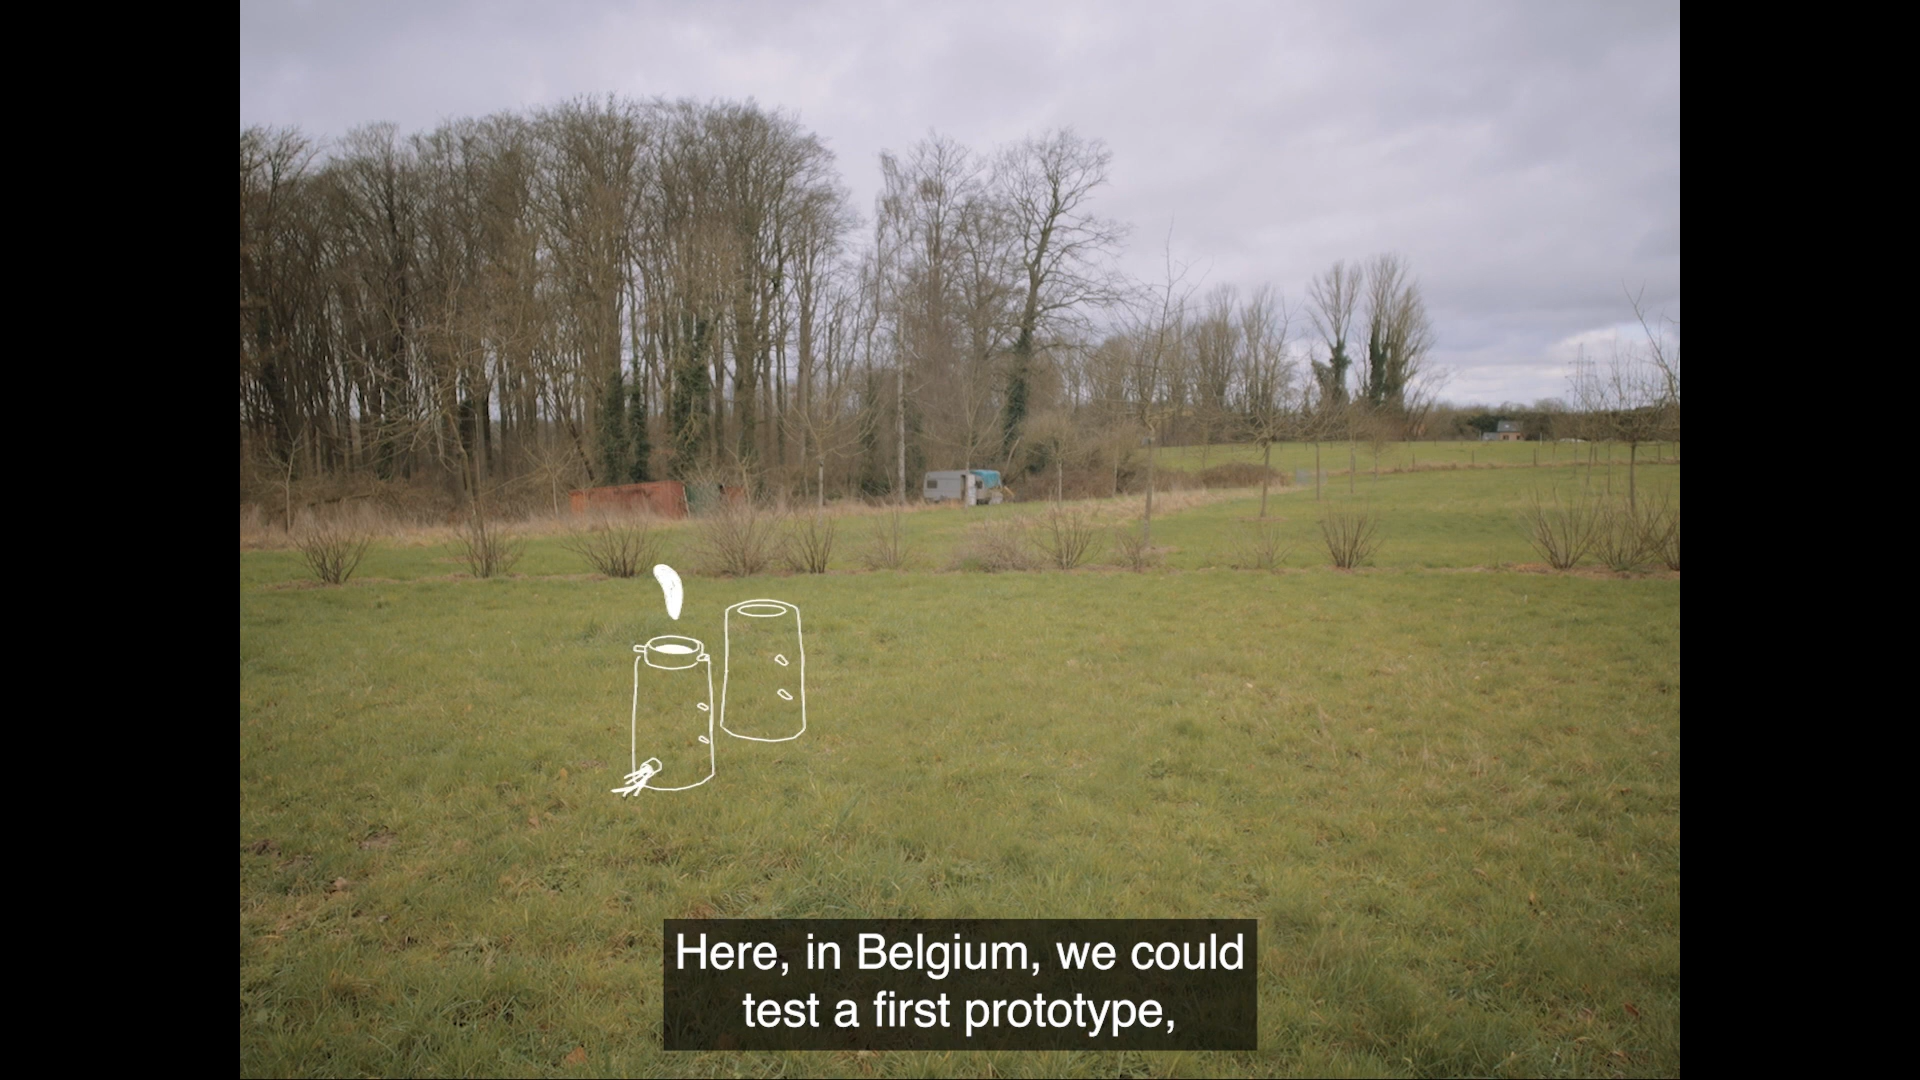 Here, in Belgium, we could
test a first prototype,